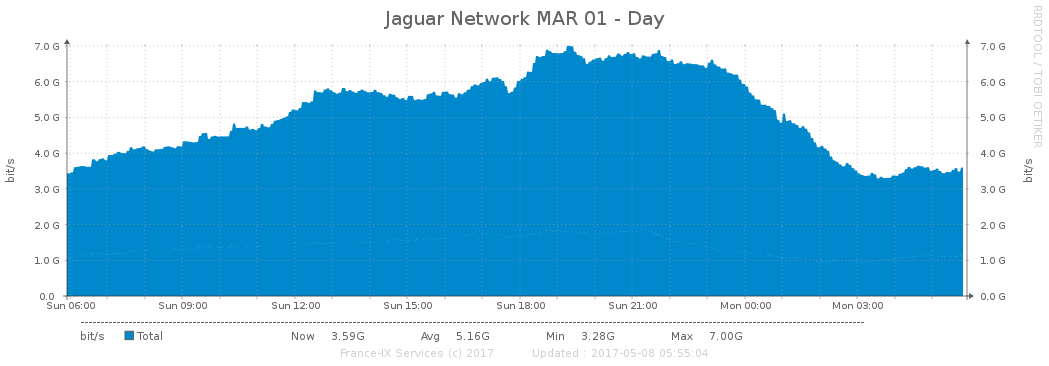 Jaguar Network MAR 01 - Day
RRDTOOL / TOBI OETIKER
7.0 G 7.0 G
6.0 G 6.0 G
5.0 G 5.0 G
4.0 G 4.0 G
bit/s bit/s
3.0 G 3.0 G
2.0 G 2.0 G
1.0 G 1.0 G
0.0 0.0 G
Sun 06:00 Sun 09:00 Sun 12:00 Sun 15:00 Sun 18:00 Sun 21:00 Mon 00:00 Mon 03:00
bit/s Total Now 3.59G Avg 5.16G Min 3.28G Max 7.00G
France-IX Services (c) 2017 Updated : 2017-05-08 05:55:04